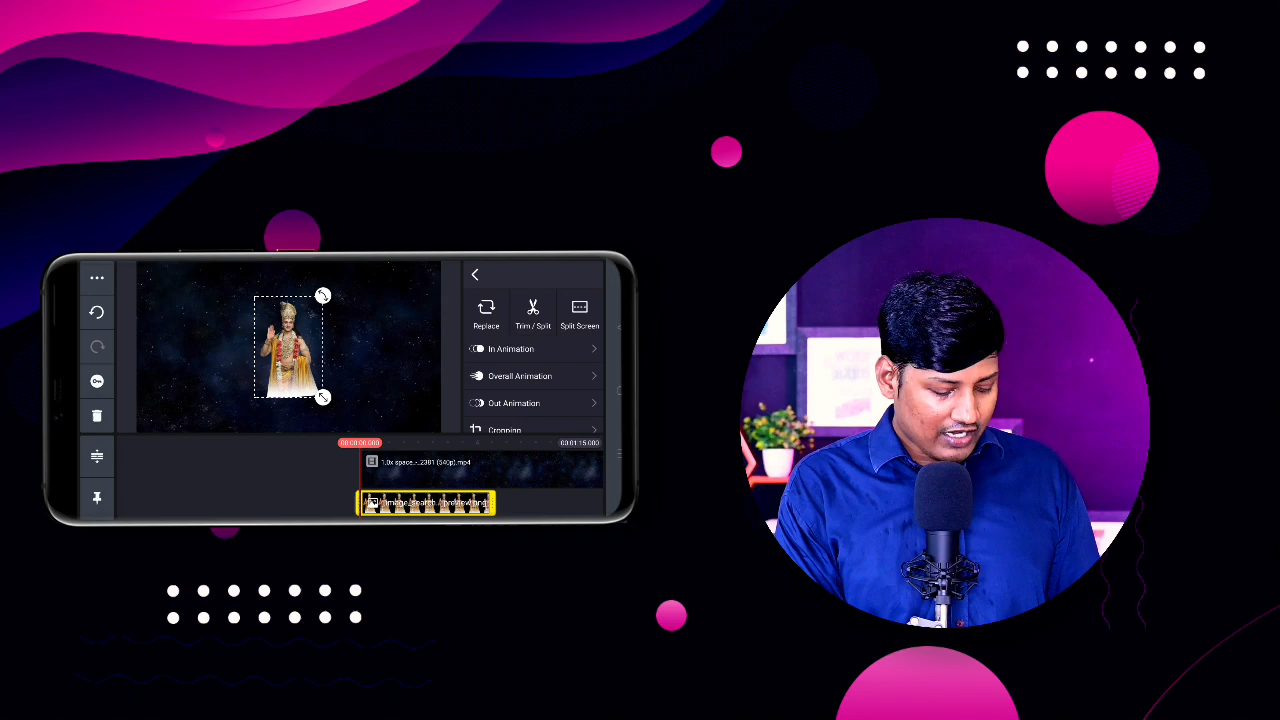 Replace
Trim / Split
Split Screen
In Animation
Overall Animation
Out Animation
Cropping
00:00:00.000
00:01:15.000
1.0x space_-_2381 (540p).mp4